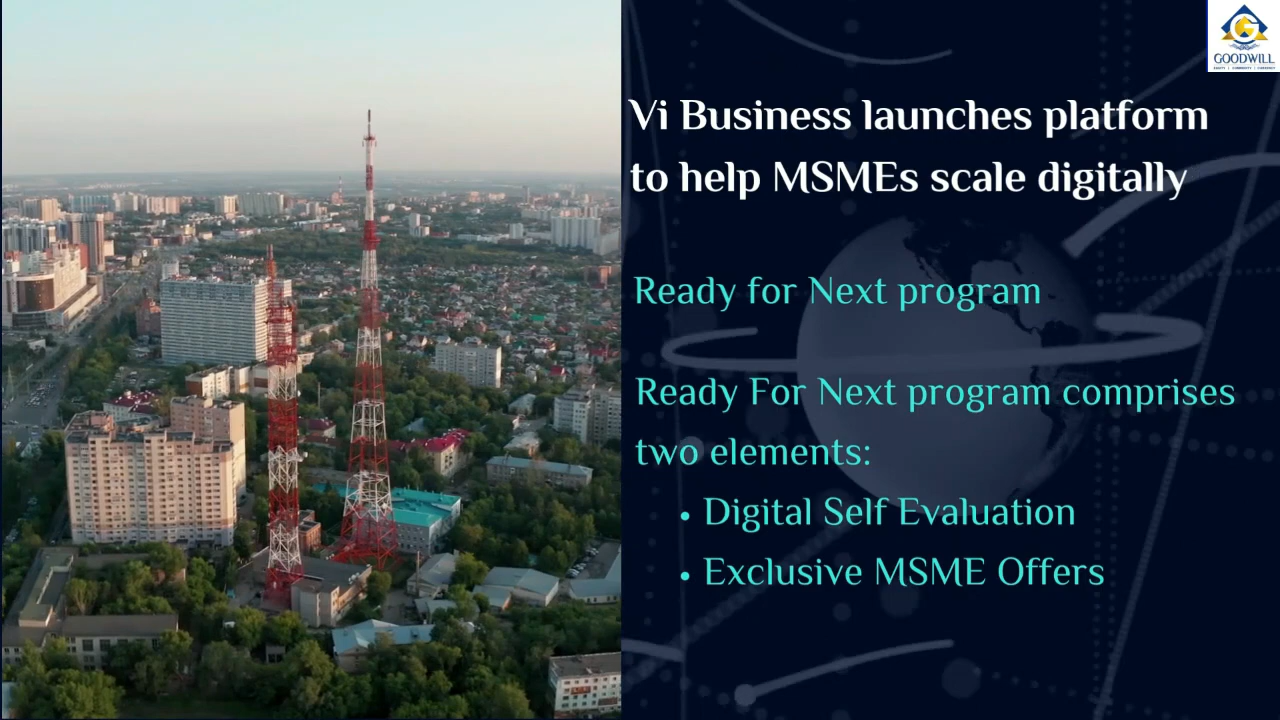 GOODWILL
Vi Business launches platform
to help MSMEs scale digitally
Ready for Next program
Ready For Next program comprises
two elements:
• Digital Self Evaluation
• Exclusive MSME Offers